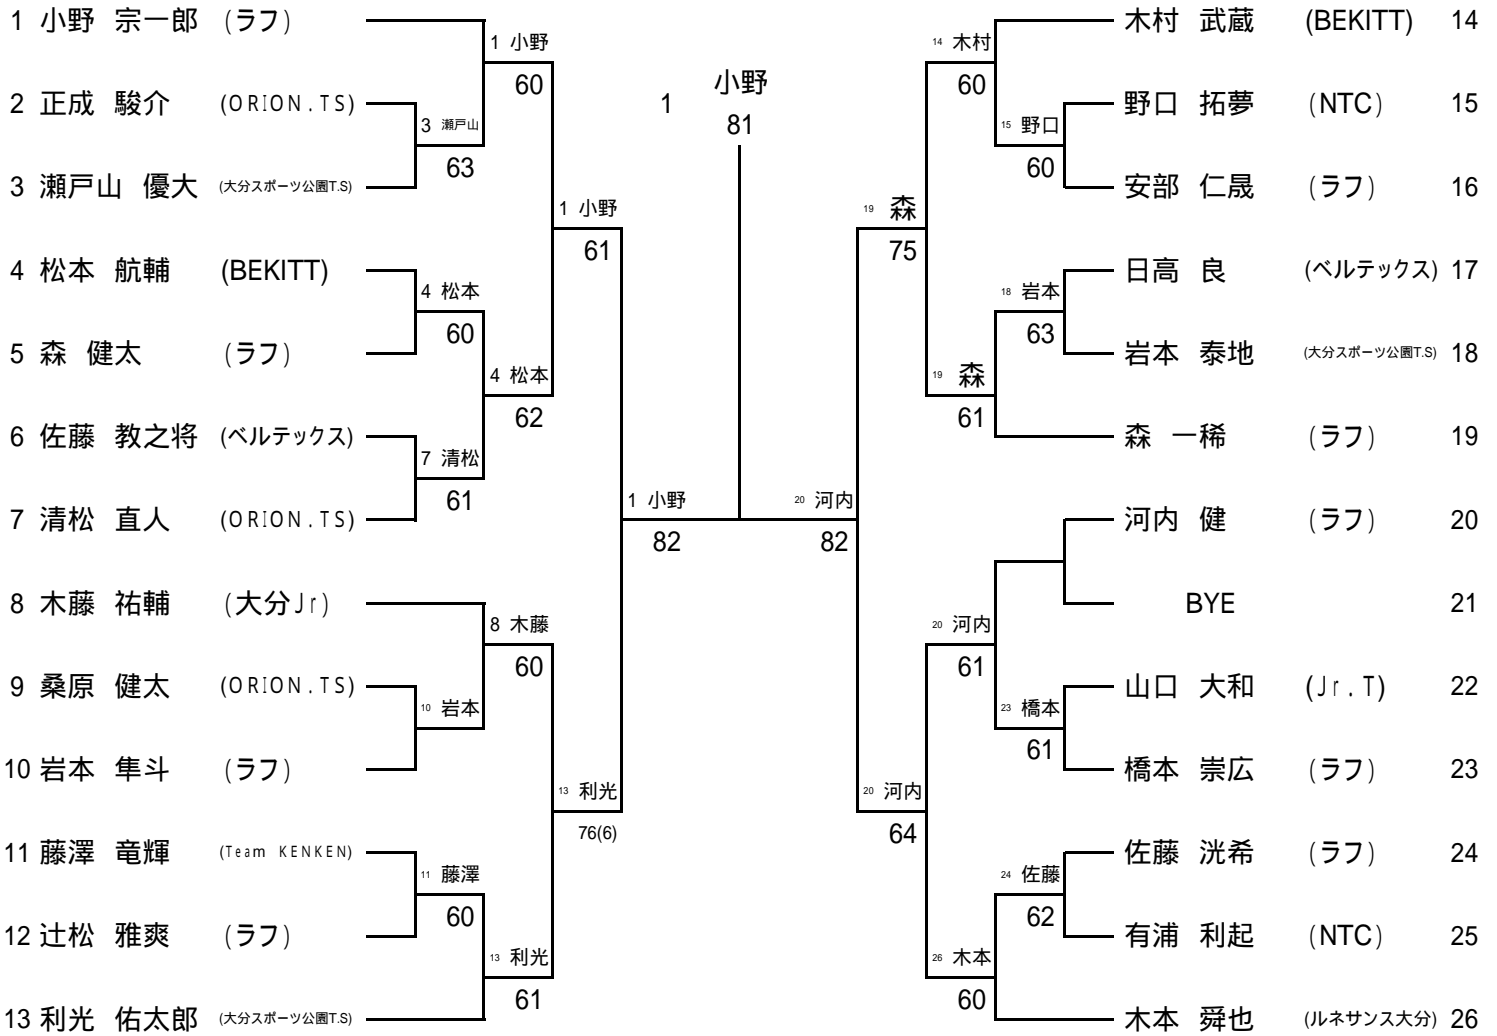 1 小野 宗一郎 (ラフ)
1 小野
60
2 正成 駿介 (ORION.TS)
3 瀬戸山
63
3 瀬戸山 優大 (大分スポーツ公園T.S)
1 小野
61
4 松本 航輔 (BEKITT)
4 松本
60
5 森 健太 (ラフ)
4 松本
62
6 佐藤 教之将 (ベルテックス)
7 清松
61
7 清松 直人 (ORION.TS)
1 小野
82
8 木藤 祐輔 (大分Jr)
8 木藤
60
9 桑原 健太 (ORION.TS)
10 岩本
10 岩本 隼斗 (ラフ)
13 利光
76(6)
11 藤澤 竜輝 (Team KENKEN)
11 藤澤
60
12 辻松 雅爽 (ラフ)
13 利光
61
13 利光 佑太郎 (大分スポーツ公園T.S)
1 小野
81
木村 武蔵 (BEKITT) 14
14 木村
60
野口 拓夢 (NTC) 15
15 野口
60
安部 仁晟 (ラフ) 16
19 森
75
日高 良 (ベルテックス) 17
18 岩本
63
岩本 泰地 (大分スポーツ公園T.S) 18
19 森
61
森 一稀 (ラフ) 19
20 河内
82
河内 健 (ラフ) 20
BYE 21
20 河内
61
山口 大和 (Jr.T) 22
23 橋本
61
橋本 崇広 (ラフ) 23
20 河内
64
佐藤 洸希 (ラフ) 24
24 佐藤
62
有浦 利起 (NTC) 25
26 木本
60
木本 舜也 (ルネサンス大分) 26